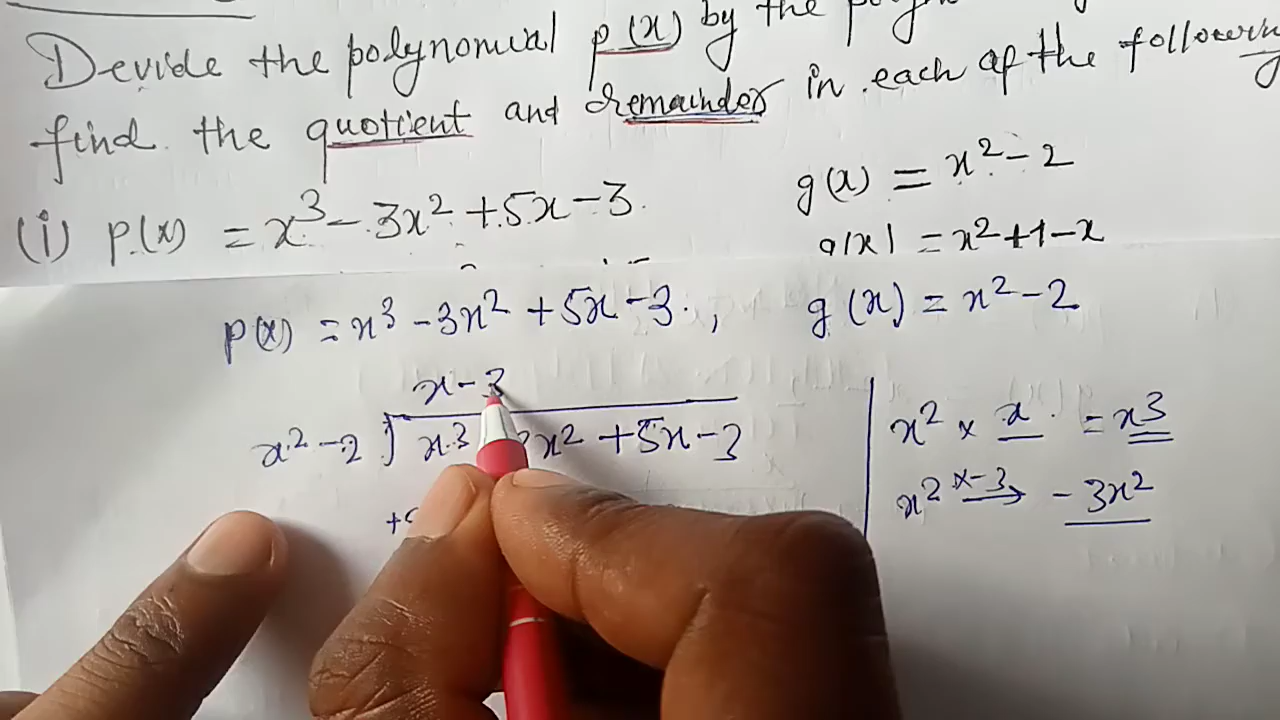 Devide the polynomial p(x) by the
find the quotient and remainder in each of the
g(x) = x² - 2
(i) p(x) = x³ - 3x² + 5x - 3.
g(x) = x² + 1 - x
p(x) = x³ - 3x² + 5x - 3. , g(x) = x² - 2
x - 3
x² - 2 ) x³ x² + 5x - 3
x² × x = x³
x² ×-3→ - 3x²